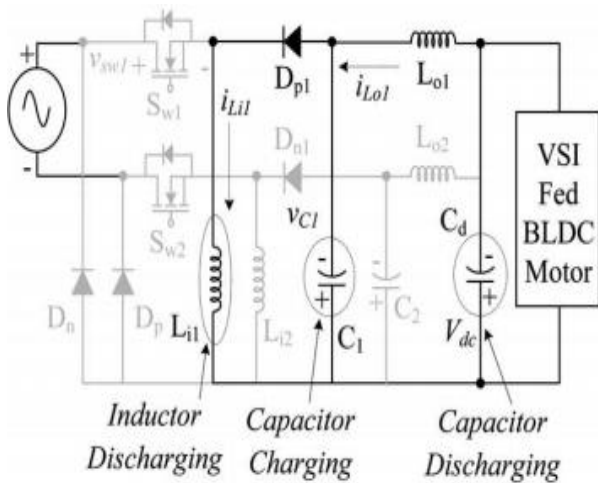 +
v_sw1 + -
S_w1
D_p1
i_Lo1
L_o1
i_Li1
-
D_n1
L_o2
S_w2
v_C1
C_d
VSI
Fed
BLDC
Motor
D_n
D_p
L_i1
L_i2
-
+
C_1
-
+
C_2
-
+
V_dc
Inductor
Discharging
Capacitor
Charging
Capacitor
Discharging